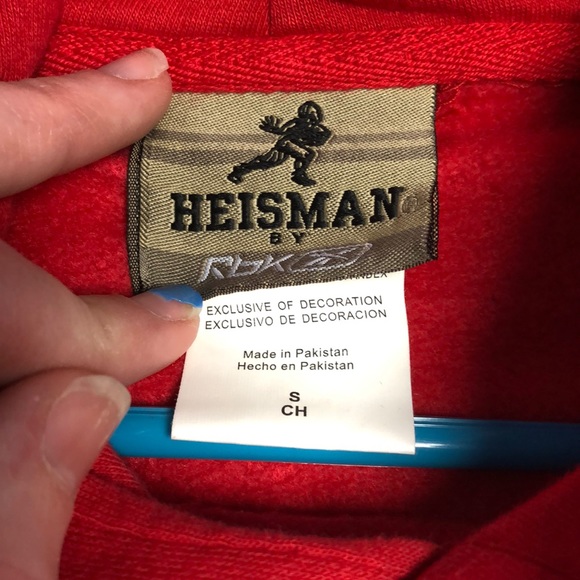 HEISMAN®
BY
RbK
EXCLUSIVE OF DECORATION
EXCLUSIVO DE DECORACION
Made in Pakistan
Hecho en Pakistan
S
CH